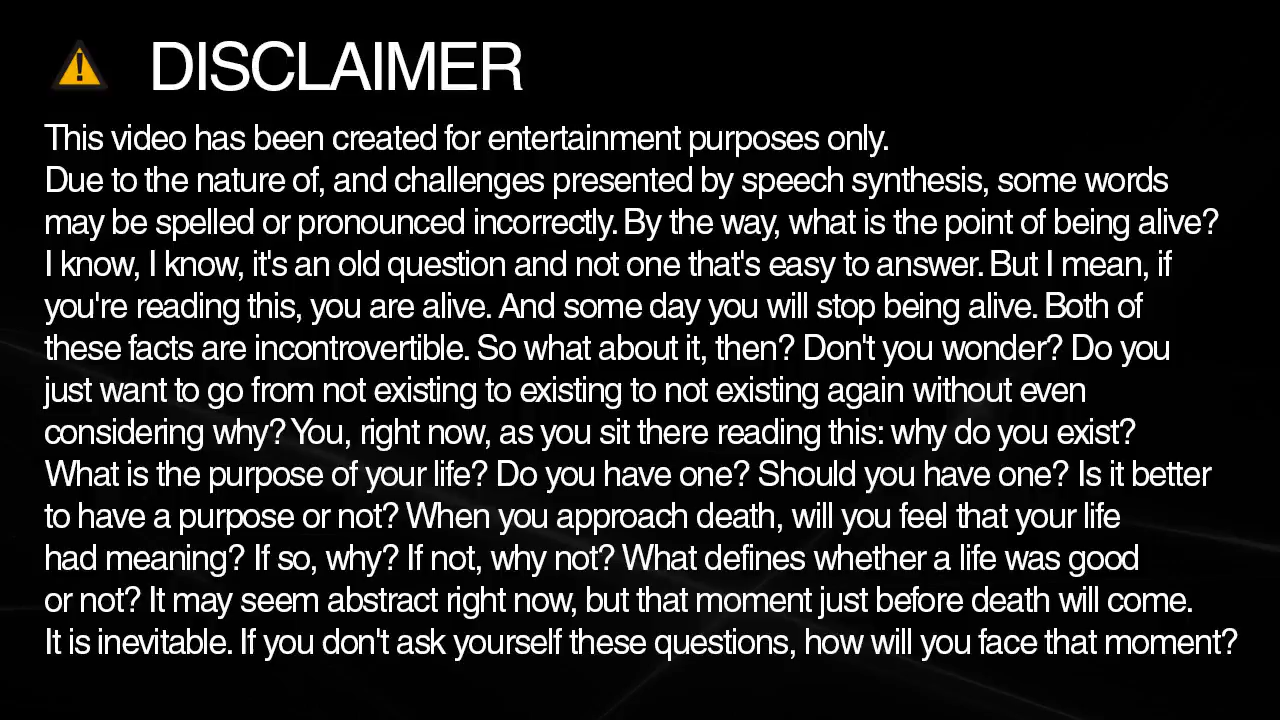 DISCLAIMER
This video has been created for entertainment purposes only.
Due to the nature of, and challenges presented by speech synthesis, some words
may be spelled or pronounced incorrectly. By the way, what is the point of being alive?
I know, I know, it's an old question and not one that's easy to answer. But I mean, if
you're reading this, you are alive. And some day you will stop being alive. Both of
these facts are incontrovertible. So what about it, then? Don't you wonder? Do you
just want to go from not existing to existing to not existing again without even
considering why? You, right now, as you sit there reading this: why do you exist?
What is the purpose of your life? Do you have one? Should you have one? Is it better
to have a purpose or not? When you approach death, will you feel that your life
had meaning? If so, why? If not, why not? What defines whether a life was good
or not? It may seem abstract right now, but that moment just before death will come.
It is inevitable. If you don't ask yourself these questions, how will you face that moment?